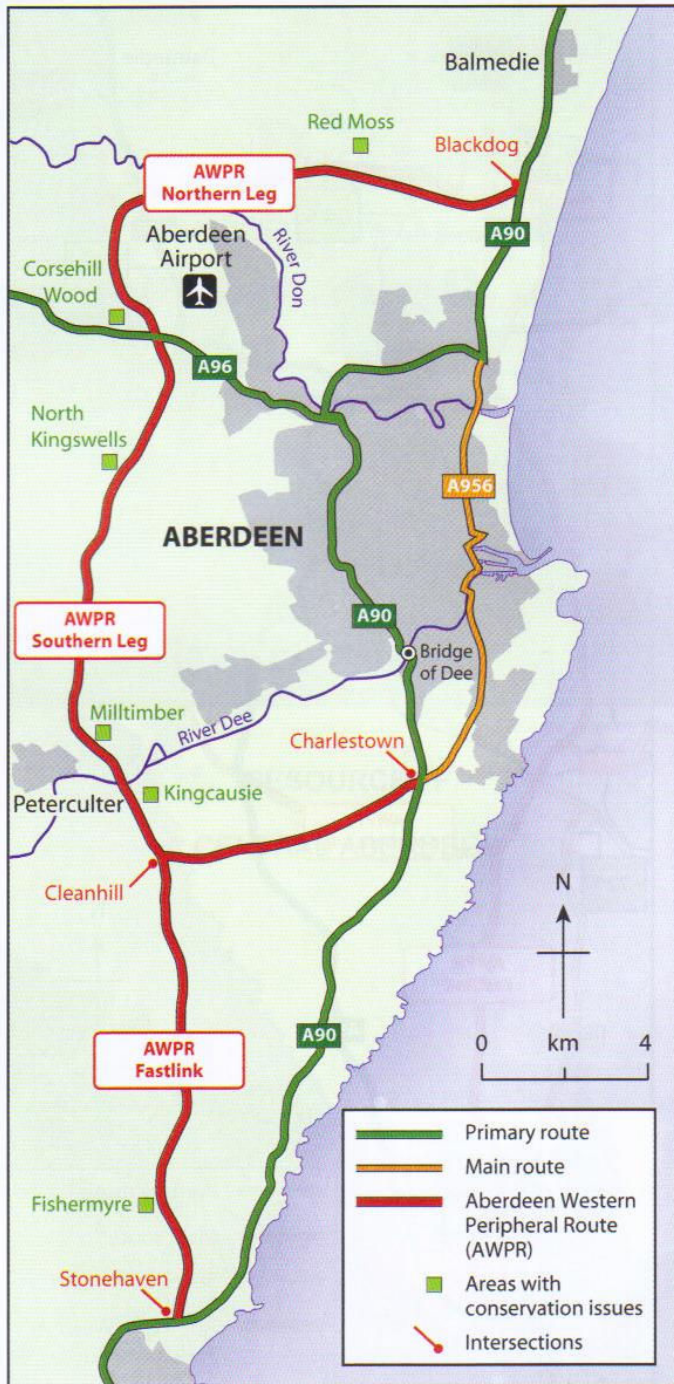 Balmedie
Red Moss
Blackdog
AWPR
Northern Leg
A90
Aberdeen
Airport
River Don
Corsehill
Wood
A96
North
Kingswells
A956
ABERDEEN
AWPR
Southern Leg
A90
Bridge
of Dee
Milltimber
River Dee
Charlestown
Peterculter
Kingcausie
Cleanhill
N
A90
AWPR
Fastlink
0 km 4
Primary route
Main route
Aberdeen Western
Peripheral Route
(AWPR)
Areas with
conservation issues
Intersections
Fishermyre
Stonehaven